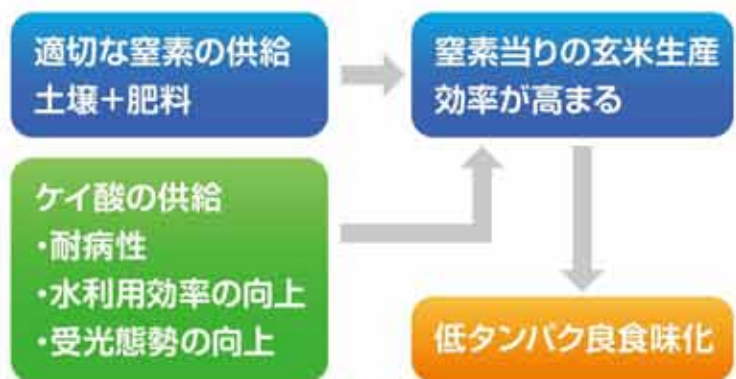 適切な窒素の供給
土壌＋肥料
窒素当りの玄米生産
効率が高まる
ケイ酸の供給
・耐病性
・水利用効率の向上
・受光態勢の向上
低タンパク良食味化